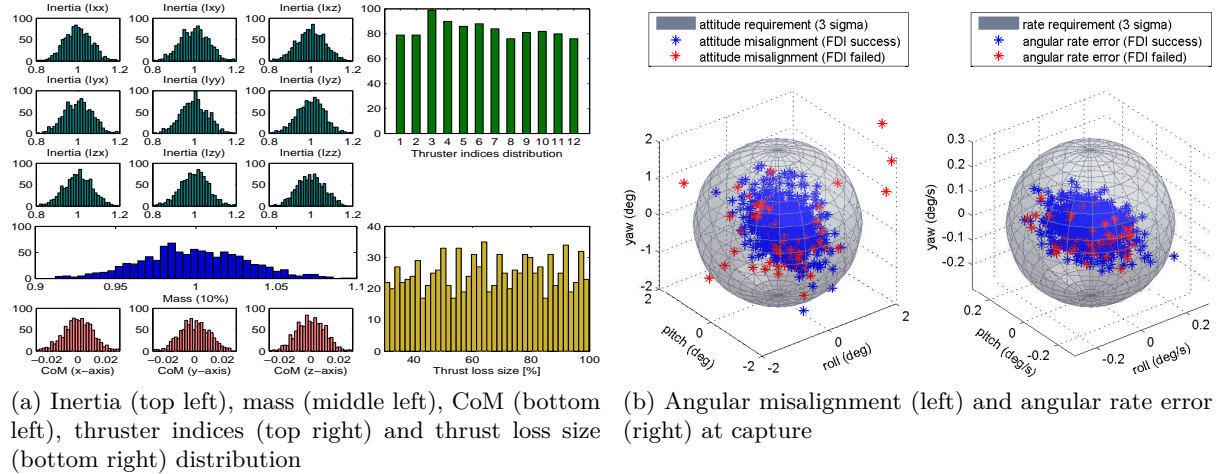 Inertia (Ixx) Inertia (Ixy) Inertia (Ixz)
100
50
0
0.8 1 1.2 0.8 1 1.2 0.8 1 1.2
Inertia (Iyx) Inertia (Iyy) Inertia (Iyz)
100
50
0
0.8 1 1.2 0.8 1 1.2 0.8 1 1.2
Inertia (Izx) Inertia (Izy) Inertia (Izz)
100
50
0
0.8 1 1.2 0.8 1 1.2 0.8 1 1.2
100
50
0
0.9 0.95 1 1.05 1.1
Mass (10%)
100
50
0
−0.02 0 0.02 −0.02 0 0.02 −0.02 0 0.02
CoM (x−axis) CoM (y−axis) CoM (z−axis)
100
80
60
40
20
0
1 2 3 4 5 6 7 8 9 10 11 12
Thruster indices distribution
40
30
20
10
0
40 60 80 100
Thrust loss size [%]
attitude requirement (3 sigma)
attitude misalignment (FDI success)
attitude misalignment (FDI failed)
2
1
0
-1
-2
yaw (deg)
2
0
-2
pitch (deg)
-2
0
2
roll (deg)
rate requirement (3 sigma)
angular rate error (FDI success)
angular rate error (FDI failed)
0.3
0.2
0.1
0
-0.1
-0.2
yaw (deg/s)
0.2
0
-0.2
pitch (deg/s)
-0.2
0
0.2
roll (deg/s)
(a) Inertia (top left), mass (middle left), CoM (bottom
left), thruster indices (top right) and thrust loss size
(bottom right) distribution
(b) Angular misalignment (left) and angular rate error
(right) at capture